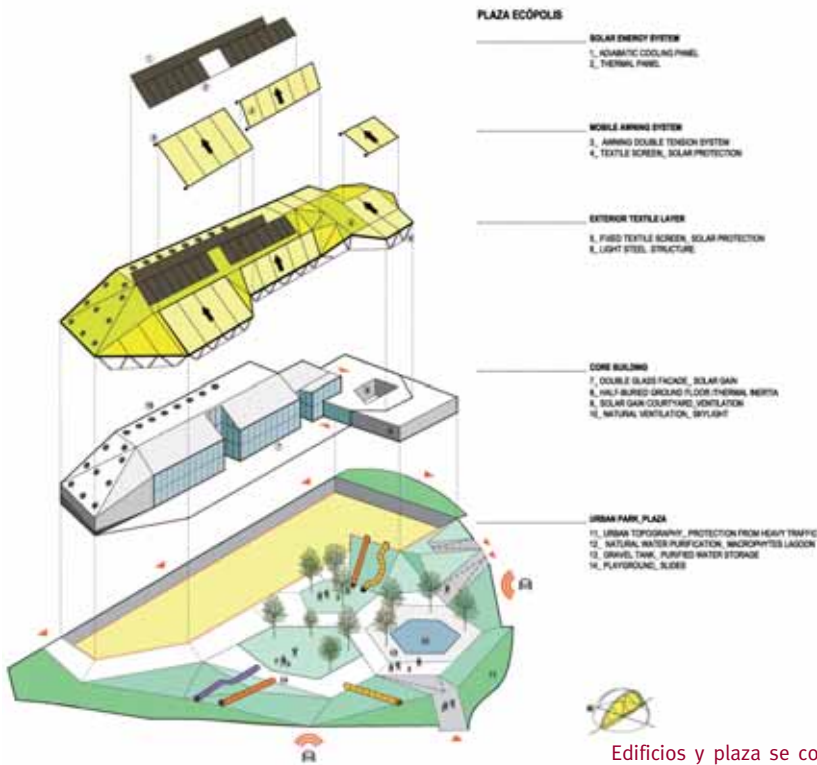 PLAZA ECÓPOLIS
SOLAR ENERGY SYSTEM
1_ ADIABATIC COOLING PANEL
2_ THERMAL PANEL
MOBILE AWNING SYSTEM
3_ AWNING DOUBLE TENSION SYSTEM
4_ TEXTILE SCREEN_ SOLAR PROTECTION
EXTERIOR TEXTILE LAYER
5_ FIXED TEXTILE SCREEN_ SOLAR PROTECTION
6_ LIGHT STEEL STRUCTURE
CORE BUILDING
7_ DOUBLE GLASS FACADE_ SOLAR GAIN
8_ HALF-BURIED GROUND FLOOR /THERMAL INERTIA
9_ SOLAR GAIN COURTYARD_VENTILATION
10_ NATURAL VENTILATION_ SKYLIGHT
URBAN PARK_PLAZA
11_ URBAN TOPOGRAPHY_ PROTECTION FROM HEAVY TRAFFIC
12_ NATURAL WATER PURIFICATION_ MACROPHYTES LAGOON
13_ GRAVEL TANK_ PURIFIED WATER STORAGE
14_ PLAYGROUND_ SLIDES
Edificios y plaza se co